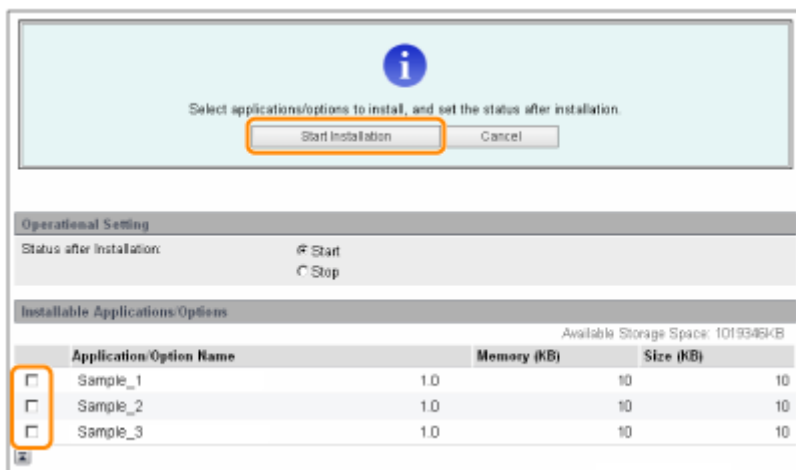 Select applications/options to install, and set the status after installation.
Start Installation Cancel
Operational Setting
Status after Installation: Start
Stop
Installable Applications/Options
Available Storage Space: 1019346KB
Application/Option Name Memory (KB) Size (KB)
Sample_1 1.0 10 10
Sample_2 1.0 10 10
Sample_3 1.0 10 10